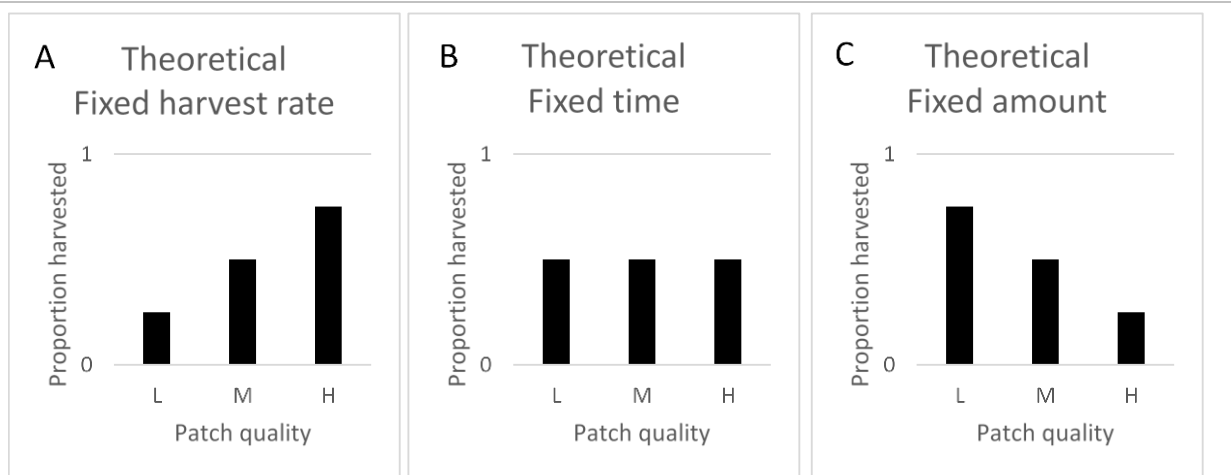 A
Theoretical
Fixed harvest rate
Proportion harvested
1
0
L M H
Patch quality
B
Theoretical
Fixed time
Proportion harvested
1
0
L M H
Patch quality
C
Theoretical
Fixed amount
Proportion harvested
1
0
L M H
Patch quality